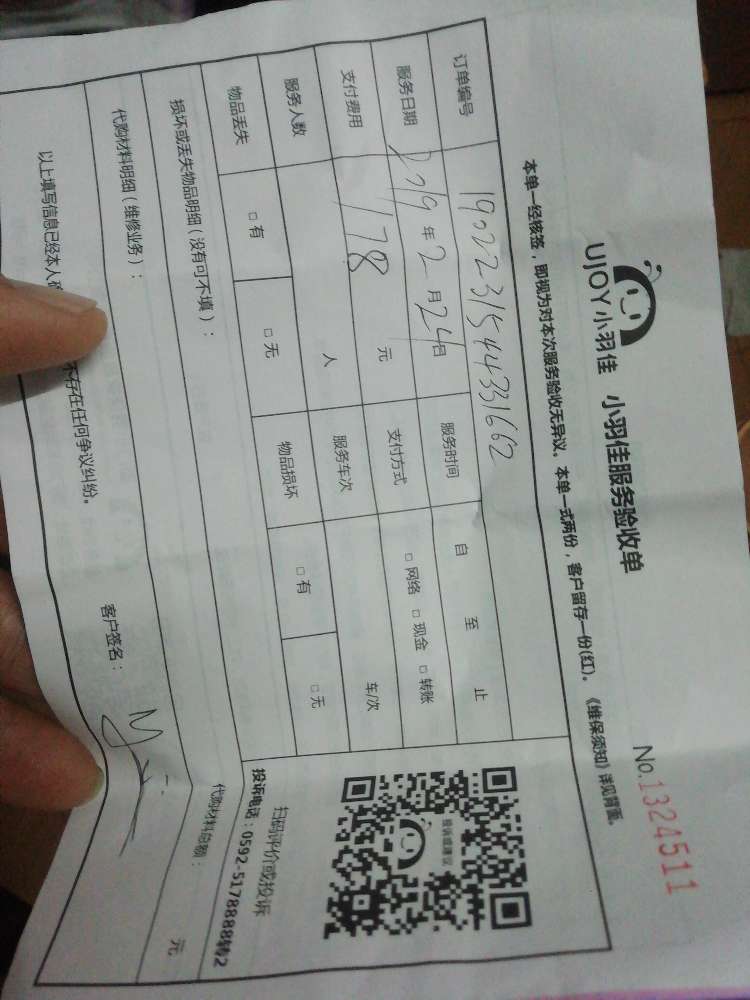 UJOY小羽佳 小羽佳服务验收单
No.1324511
本单一经核签，即视为对本次服务验收无异议。本单一式两份，客户留存一份(红)。《维保须知》详见背面。
订单编号 1902231544331662
服务日期 2019年2月24日 服务时间 自 至 止
支付费用 178 元 支付方式 □网络 □现金 □转账
服务人数 人 服务车次 车/次
物品丢失 □有 □无 物品损坏 □有 □无
投诉或建议
扫码评价或投诉
投诉电话：0592-5178888转2
损坏或丢失物品明细（没有可不填）：
代购材料明细（维修业务）： 代购材料总额： 元
以上填写信息已经本人 不存在任何争议纠纷。 客户签名：